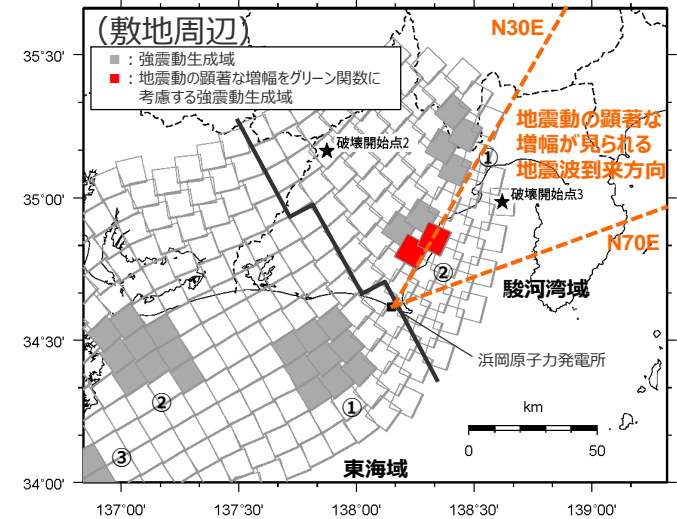 （敷地周辺）
：強震動生成域
：地震動の顕著な増幅をグリーン関数に
考慮する強震動生成域
N30E
地震動の顕著な
増幅が見られる
地震波到来方向
①
破壊開始点2
破壊開始点3
N70E
②
駿河湾域
浜岡原子力発電所
②
①
③
東海域
km
0
50
35°30'
35°00'
34°30'
34°00'
137°00'
137°30'
138°00'
138°30'
139°00'